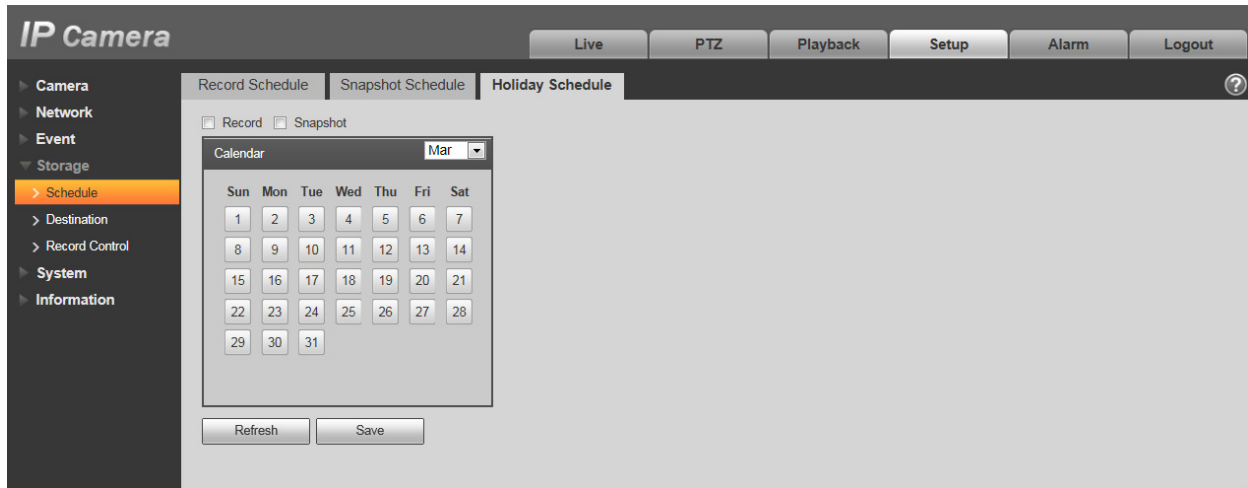 IP Camera
Live PTZ Playback Setup Alarm Logout
Camera
Network
Event
Storage
> Schedule
> Destination
> Record Control
System
Information
Record Schedule Snapshot Schedule Holiday Schedule
?
Record Snapshot
Calendar Mar
Sun Mon Tue Wed Thu Fri Sat
1 2 3 4 5 6 7
8 9 10 11 12 13 14
15 16 17 18 19 20 21
22 23 24 25 26 27 28
29 30 31
Refresh Save